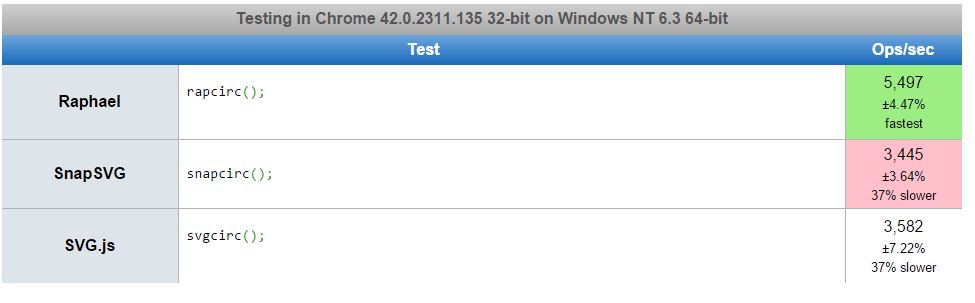 Testing in Chrome 42.0.2311.135 32-bit on Windows NT 6.3 64-bit
Test Ops/sec
Raphael rapcirc(); 5,497
±4.47%
fastest
SnapSVG snapcirc(); 3,445
±3.64%
37% slower
SVG.js svgcirc(); 3,582
±7.22%
37% slower